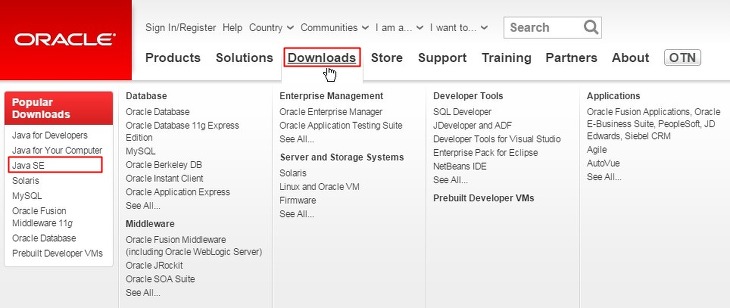 ORACLE
Sign In/Register Help Country Communities I am a... I want to... Search
Products Solutions Downloads Store Support Training Partners About OTN
Popular
Downloads
Java for Developers
Java for Your Computer
Java SE
Solaris
MySQL
Oracle Fusion
Middleware 11g
Oracle Database
Prebuilt Developer VMs
Database
Oracle Database
Oracle Database 11g Express
Edition
MySQL
Oracle Berkeley DB
Oracle Instant Client
Oracle Application Express
See All...
Middleware
Oracle Fusion Middleware
(including Oracle WebLogic Server)
Oracle JRockit
Oracle SOA Suite
See All...
Enterprise Management
Oracle Enterprise Manager
Oracle Application Testing Suite
See All...
Server and Storage Systems
Solaris
Linux and Oracle VM
Firmware
See All...
Developer Tools
SQL Developer
JDeveloper and ADF
Developer Tools for Visual Studio
Enterprise Pack for Eclipse
NetBeans IDE
See All...
Prebuilt Developer VMs
Applications
Oracle Fusion Applications, Oracle
E-Business Suite, PeopleSoft, JD
Edwards, Siebel CRM
Agile
AutoVue
See All...